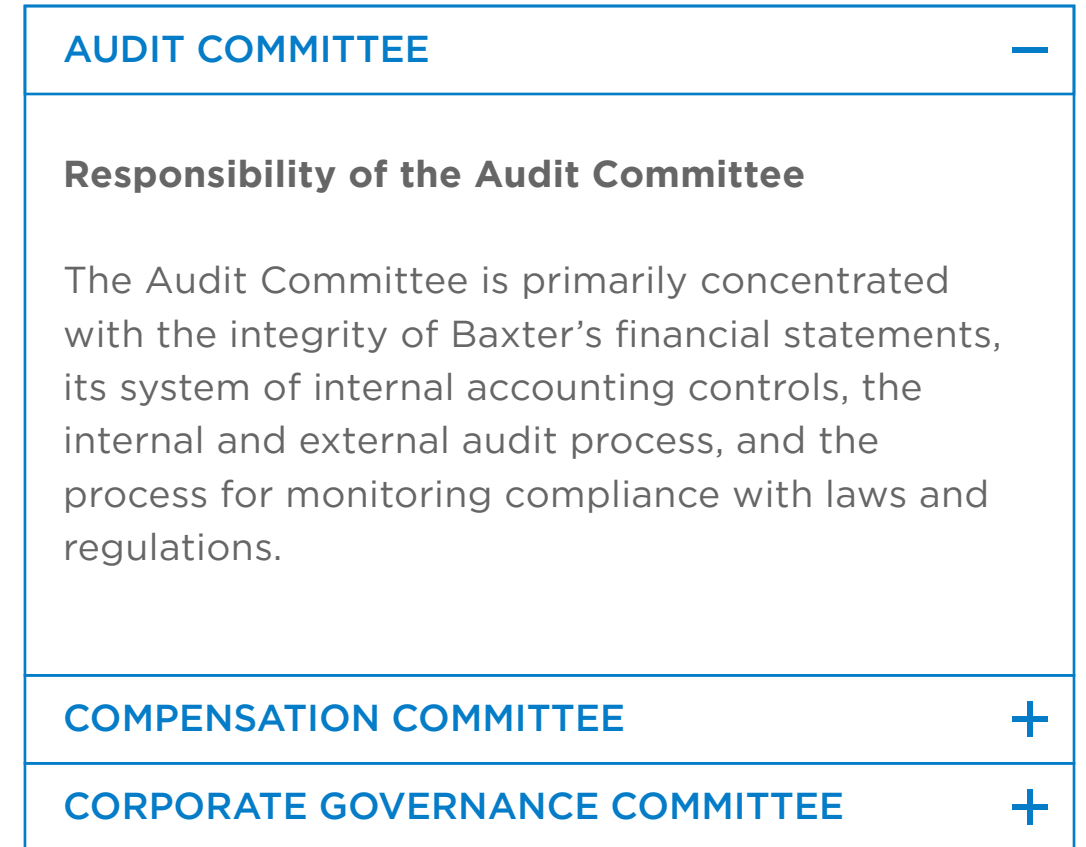 AUDIT COMMITTEE
Responsibility of the Audit Committee
The Audit Committee is primarily concentrated
with the integrity of Baxter’s financial statements,
its system of internal accounting controls, the
internal and external audit process, and the
process for monitoring compliance with laws and
regulations.
COMPENSATION COMMITTEE
CORPORATE GOVERNANCE COMMITTEE